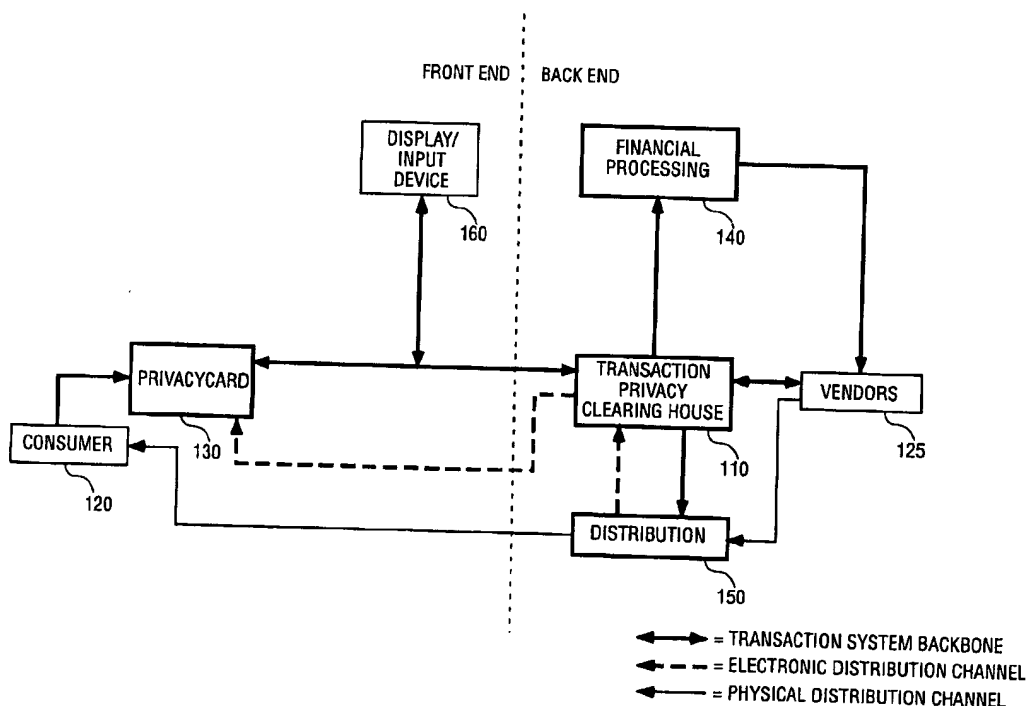 FRONT END
BACK END
DISPLAY/
INPUT
DEVICE
160
FINANCIAL
PROCESSING
140
PRIVACYCARD
130
TRANSACTION
PRIVACY
CLEARING HOUSE
110
VENDORS
125
CONSUMER
120
DISTRIBUTION
150
= TRANSACTION SYSTEM BACKBONE
= ELECTRONIC DISTRIBUTION CHANNEL
= PHYSICAL DISTRIBUTION CHANNEL